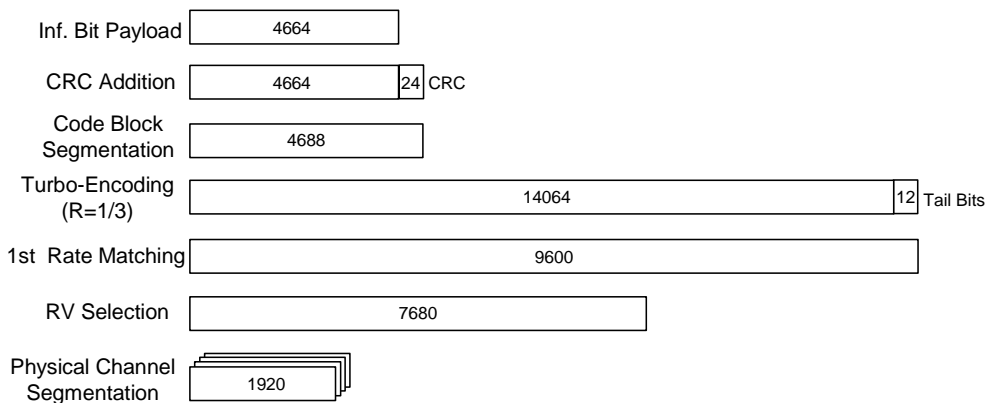 Inf. Bit Payload
4664
CRC Addition
4664
24
CRC
Code Block
Segmentation
4688
Turbo-Encoding
(R=1/3)
14064
12
Tail Bits
1st Rate Matching
9600
RV Selection
7680
Physical Channel
Segmentation
1920